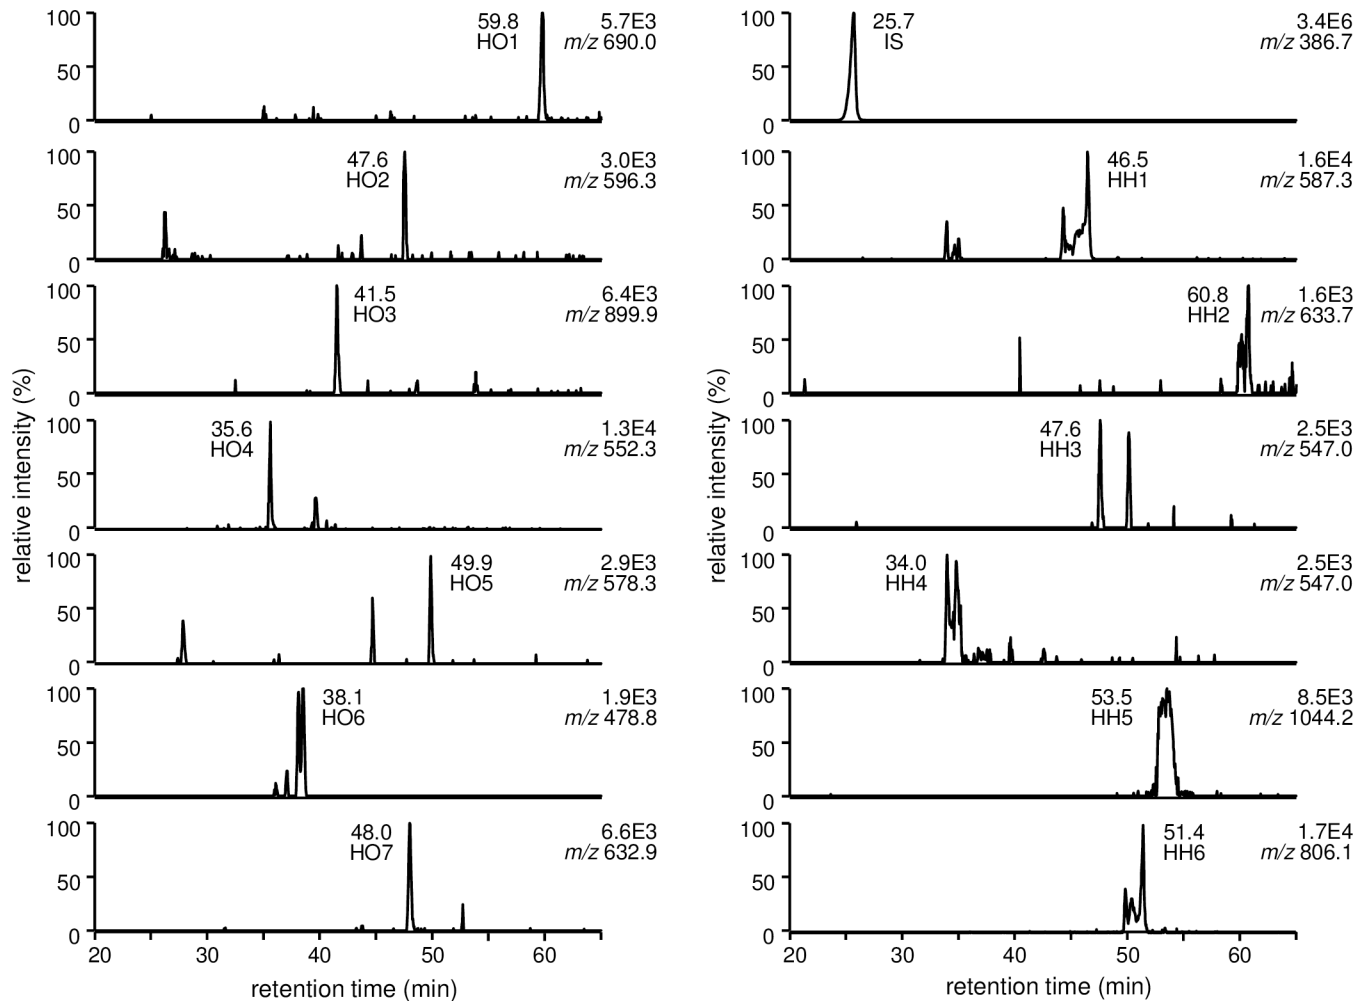 100
50
0
59.8
HO1
5.7E3
m/z 690.0
100
50
0
47.6
HO2
3.0E3
m/z 596.3
100
50
0
41.5
HO3
6.4E3
m/z 899.9
100
50
0
35.6
HO4
1.3E4
m/z 552.3
100
50
0
49.9
HO5
2.9E3
m/z 578.3
100
50
0
38.1
HO6
1.9E3
m/z 478.8
100
50
0
48.0
HO7
6.6E3
m/z 632.9
20 30 40 50 60
relative intensity (%)
retention time (min)
100
50
0
25.7
IS
3.4E6
m/z 386.7
100
50
0
46.5
HH1
1.6E4
m/z 587.3
100
50
0
60.8
HH2
1.6E3
m/z 633.7
100
50
0
47.6
HH3
2.5E3
m/z 547.0
100
50
0
34.0
HH4
2.5E3
m/z 547.0
100
50
0
53.5
HH5
8.5E3
m/z 1044.2
100
50
0
51.4
HH6
1.7E4
m/z 806.1
20 30 40 50 60
relative intensity (%)
retention time (min)